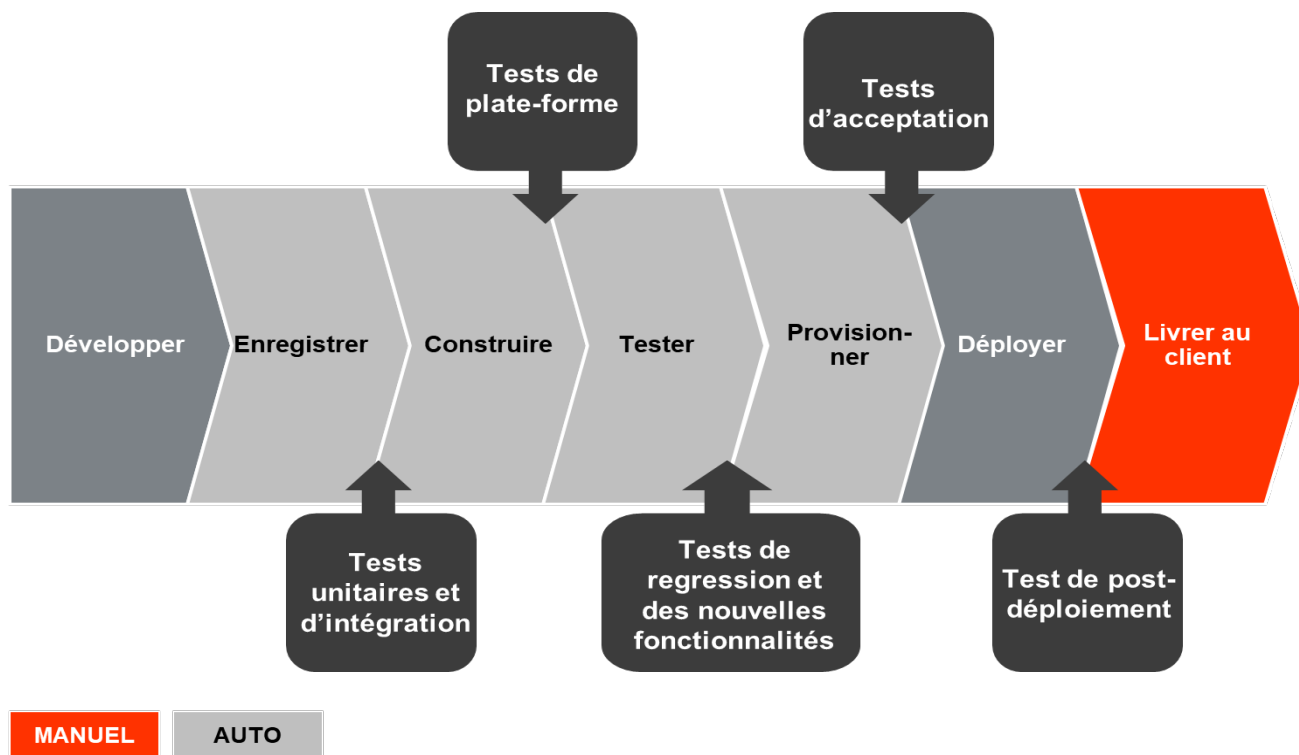 Tests de
plate-forme
Tests
d’acceptation
Développer
Enregistrer
Construire
Tester
Provision-
ner
Déployer
Livrer au
client
Tests
unitaires et
d’intégration
Tests de
regression et
des nouvelles
fonctionnalités
Test de post-
déploiement
MANUEL
AUTO